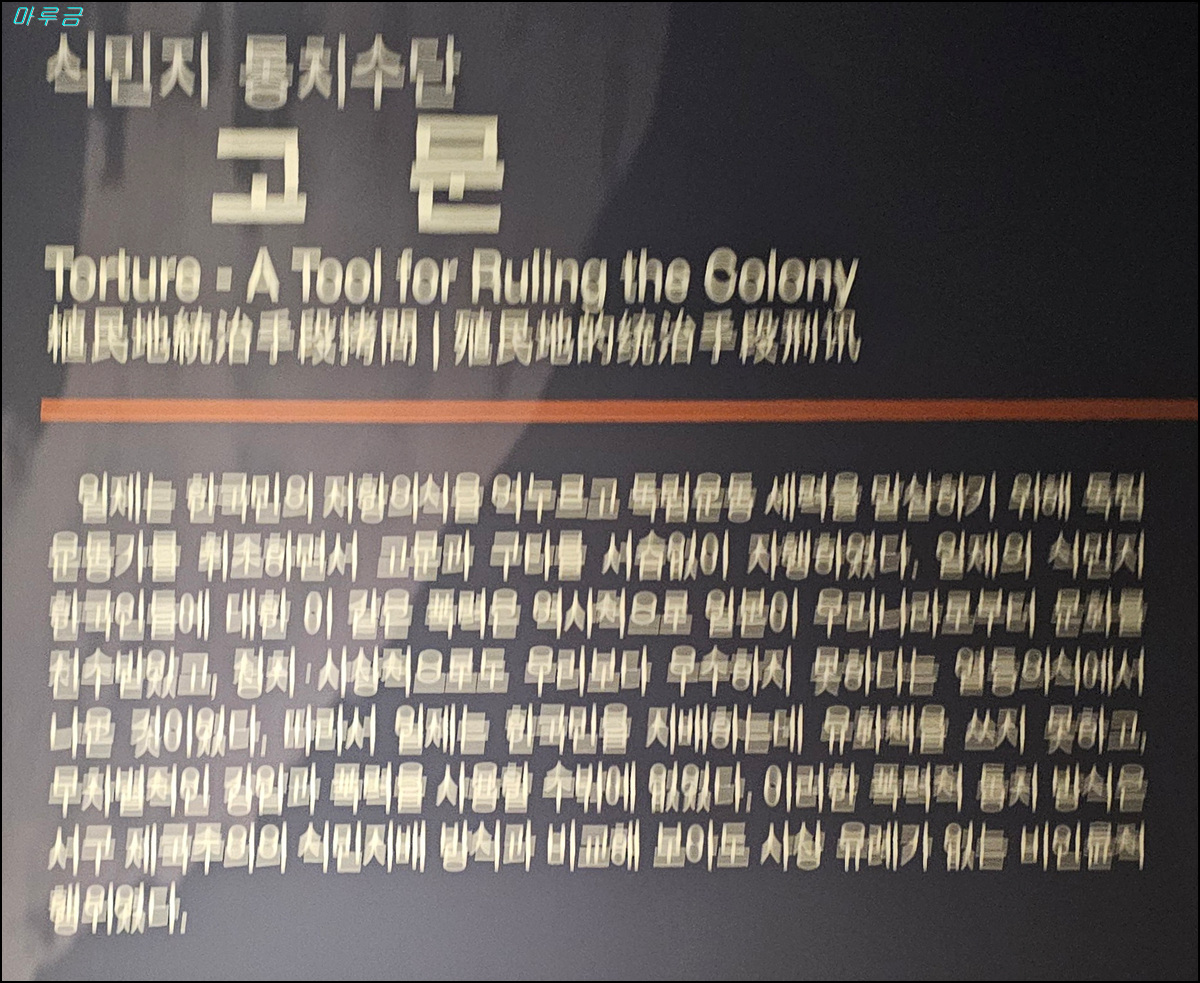 마루금
식민지 통치수단
고 문
Torture - A Tool for Ruling the Colony
植民地統治手段拷問 | 殖民地的统治手段刑讯
일제는 한국민의 저항의식을 억누르고 독립운동 세력을 말살하기 위해 독립
운동가를 취조하면서 고문과 구타를 서슴없이 자행하였다. 일제의 식민지
한국인들에 대한 이 같은 폭력은 역사적으로 일본이 우리나라로부터 문화를
전수받았고, 정치·사상적으로도 우리보다 우수하지 못하다는 열등의식에서
나온 것이었다. 따라서 일제는 한국민을 지배하는데 유화책을 쓰지 못하고,
무차별적인 강압과 폭력을 사용할 수밖에 없었다. 이러한 폭력적 통치 방식은
서구 제국주의의 식민지배 방식과 비교해 보아도 사상 유례가 없는 비인륜적
행위였다.